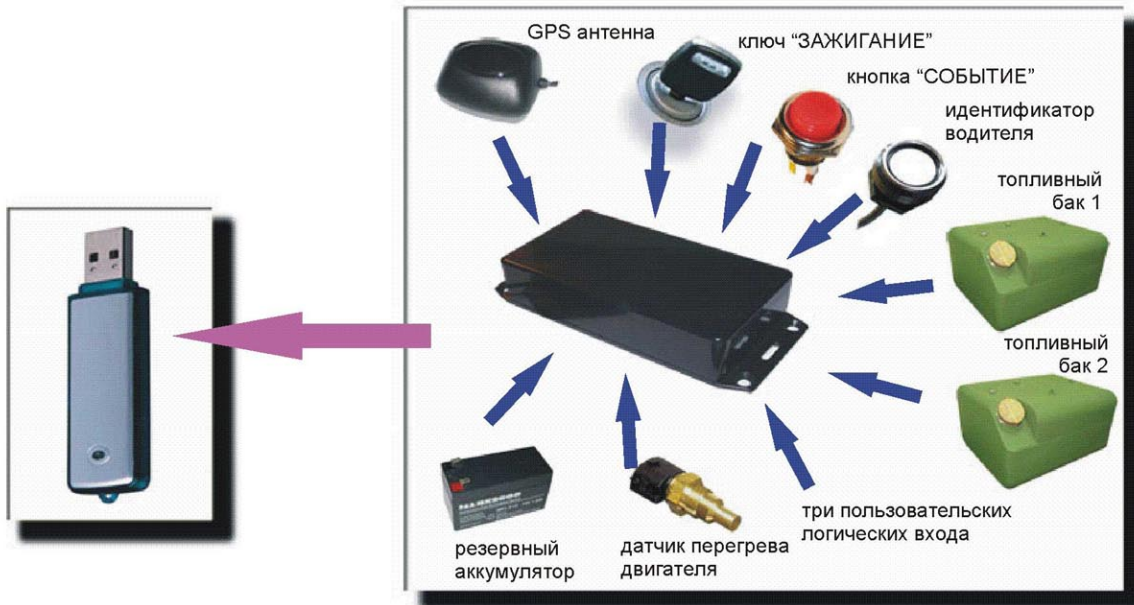 GPS антенна
ключ “ЗАЖИГАНИЕ”
кнопка “СОБЫТИЕ”
идентификатор
водителя
топливный
бак 1
топливный
бак 2
три пользовательских
логических входа
датчик перегрева
двигателя
резервный
аккумулятор